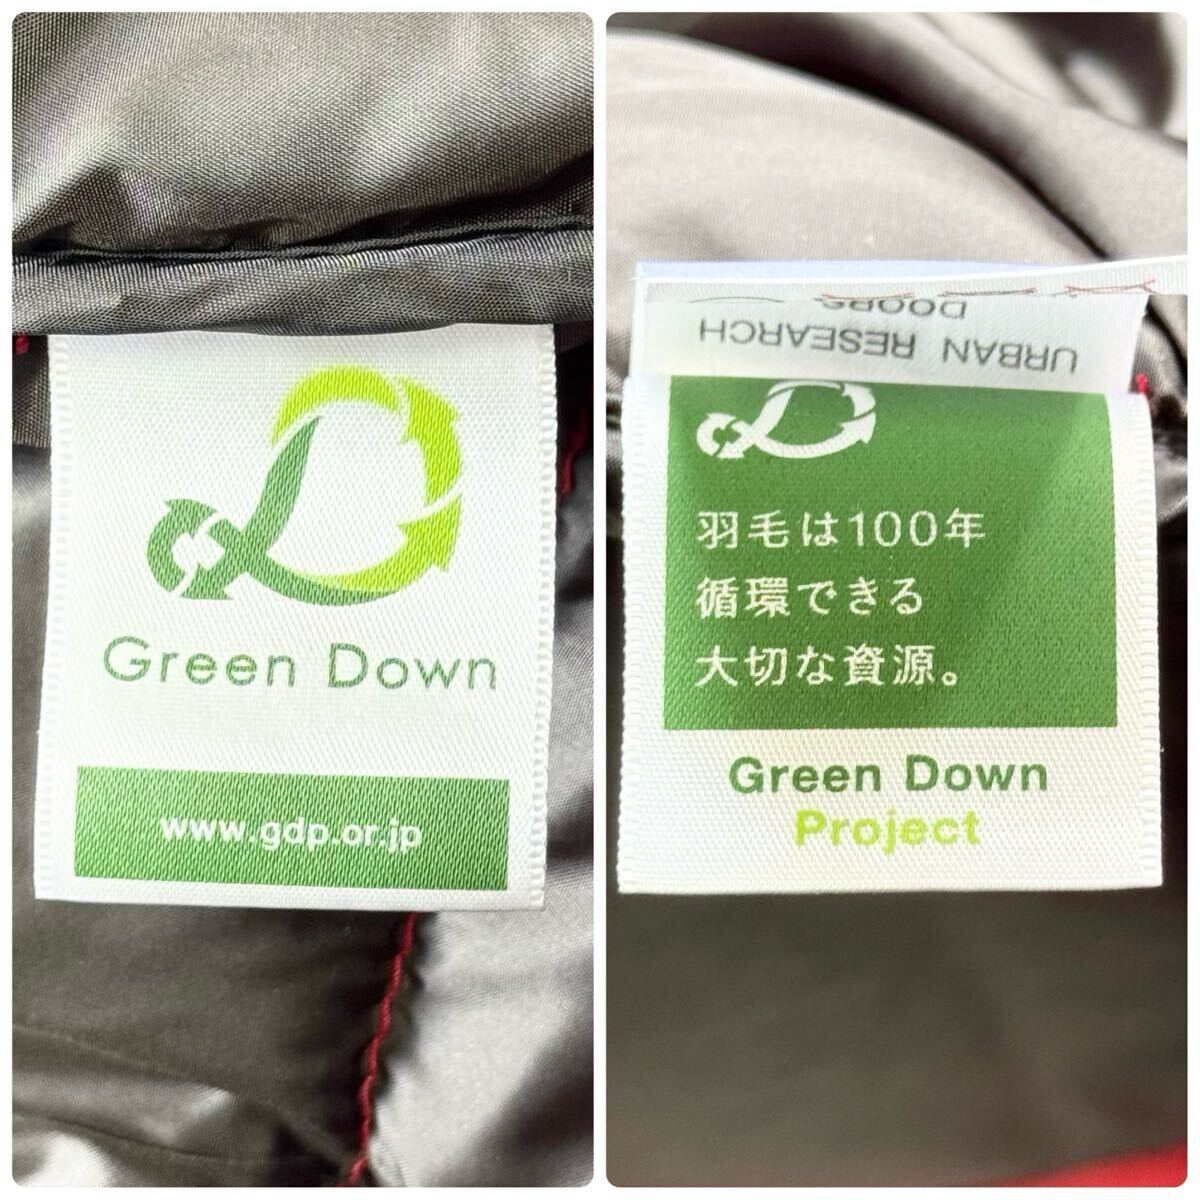 Green Down
www.gdp.or.jp
URBAN RESEARCH
DOORS
羽毛は100年
循環できる
大切な資源。
Green Down
Project